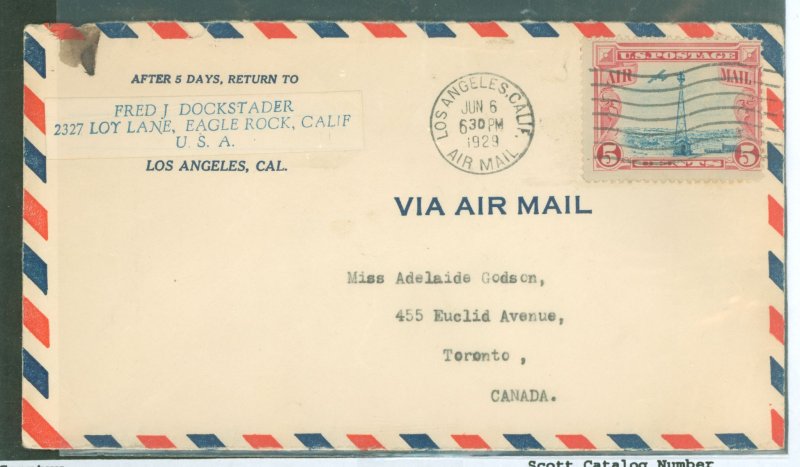 AFTER 5 DAYS, RETURN TO
FRED J DOCKSTADER
2327 LOY LANE, EAGLE ROCK, CALIF
U. S. A.
LOS ANGELES, CAL.
LOS ANGELES, CALIF.
JUN 6
630 PM
1929
AIR MAIL
U.S. POSTAGE
AIR MAIL
5 CENTS 5
VIA AIR MAIL
Miss Adelaide Godson,
455 Euclid Avenue,
Toronto,
CANADA.
Scott Catalog Number